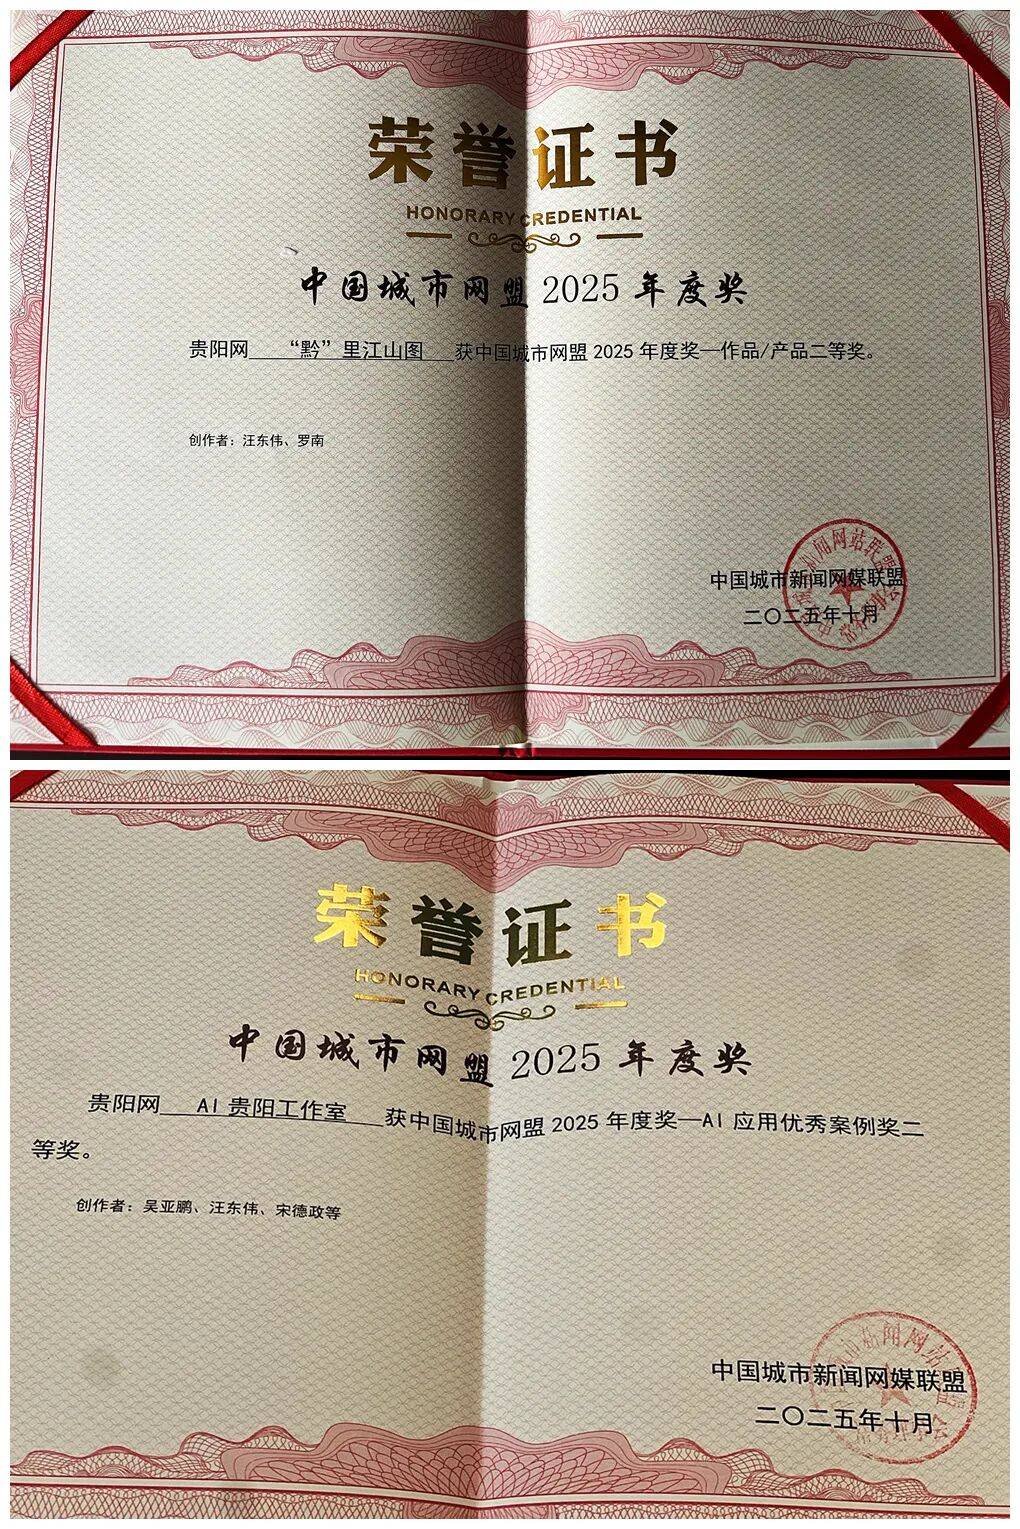 荣誉证书
HONORARY CREDENTIAL
中国城市网盟 2025 年度奖
贵阳网 “黔”里江山图 获中国城市网盟 2025 年度奖—作品/产品二等奖。
创作者：汪东伟、罗南
中国城市新闻网媒联盟
二〇二五年十月
荣誉证书
HONORARY CREDENTIAL
中国城市网盟 2025 年度奖
贵阳网 AI 贵阳工作室 获中国城市网盟 2025 年度奖—AI 应用优秀案例奖二
等奖。
创作者：吴亚鹏、汪东伟、宋德政等
中国城市新闻网媒联盟
二〇二五年十月